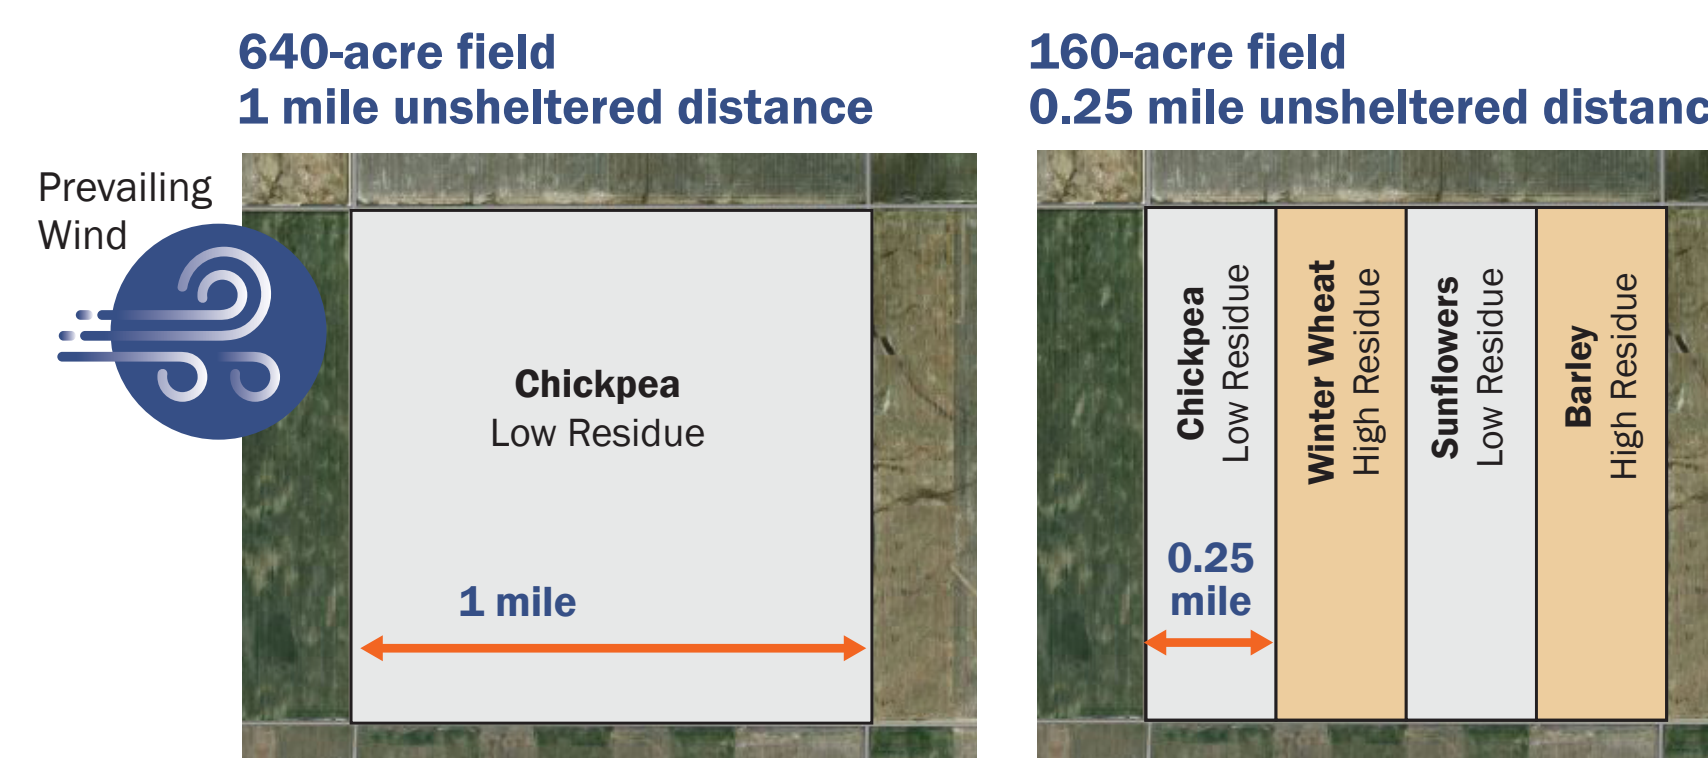 640-acre field
1 mile unsheltered distance
160-acre field
0.25 mile unsheltered distanc
Prevailing
Wind
Chickpea
Low Residue
1 mile
Chickpea
Low Residue
Winter Wheat
High Residue
Sunflowers
Low Residue
Barley
High Residue
0.25
mile